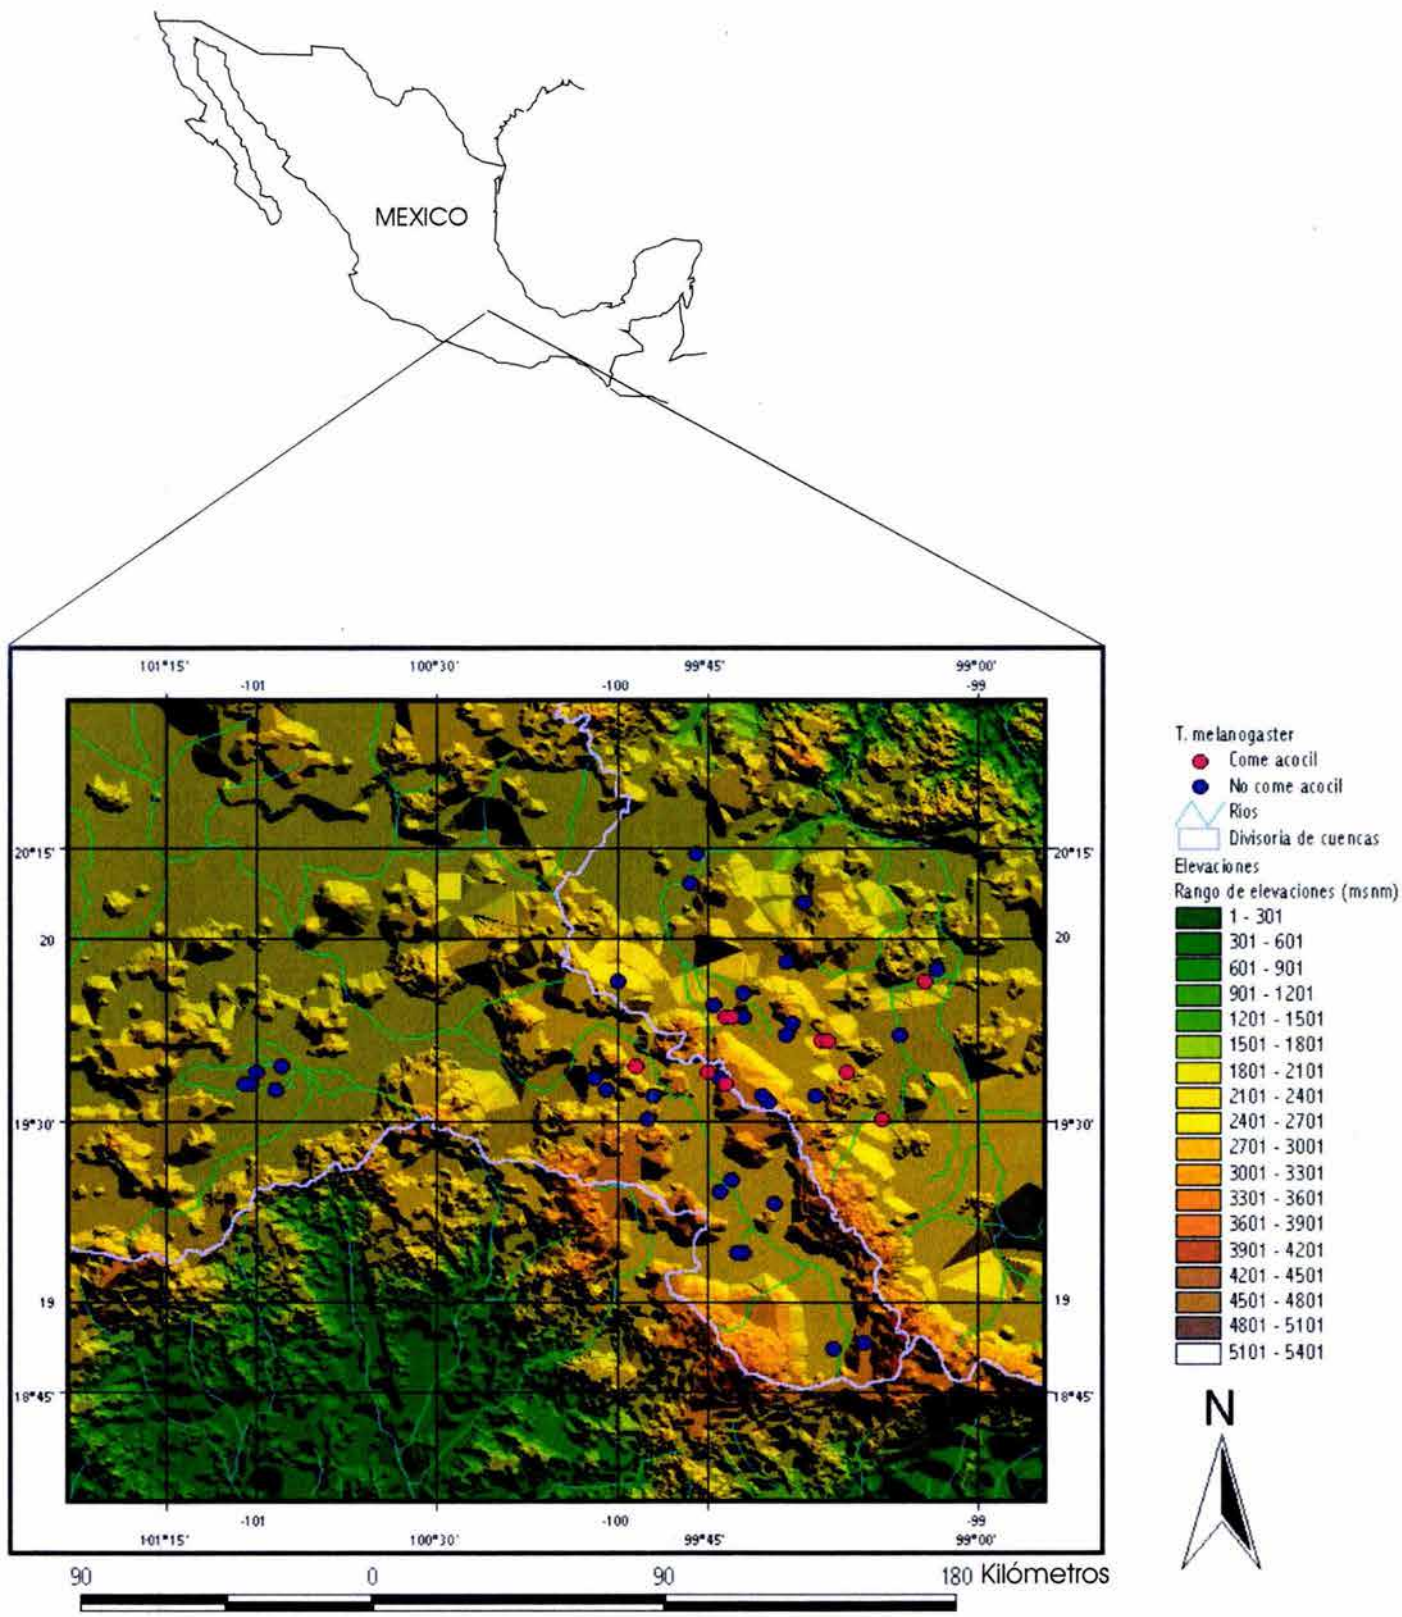 MEXICO
101°15' 100°30' 99°45' 99°00'
-101 -100 -99
20°15' 20°15'
20 20
19°30' 19°30'
19 19
18°45' 18°45'
-101 -100 -99
101°15' 100°30' 99°45' 99°00'
90 0 90 180 Kilómetros
T. melanogaster
Come acocil
No come acocil
Rios
Divisoria de cuencas
Elevaciones
Rango de elevaciones (msnm)
1 - 301
301 - 601
601 - 901
901 - 1201
1201 - 1501
1501 - 1801
1801 - 2101
2101 - 2401
2401 - 2701
2701 - 3001
3001 - 3301
3301 - 3601
3601 - 3901
3901 - 4201
4201 - 4501
4501 - 4801
4801 - 5101
5101 - 5401
N